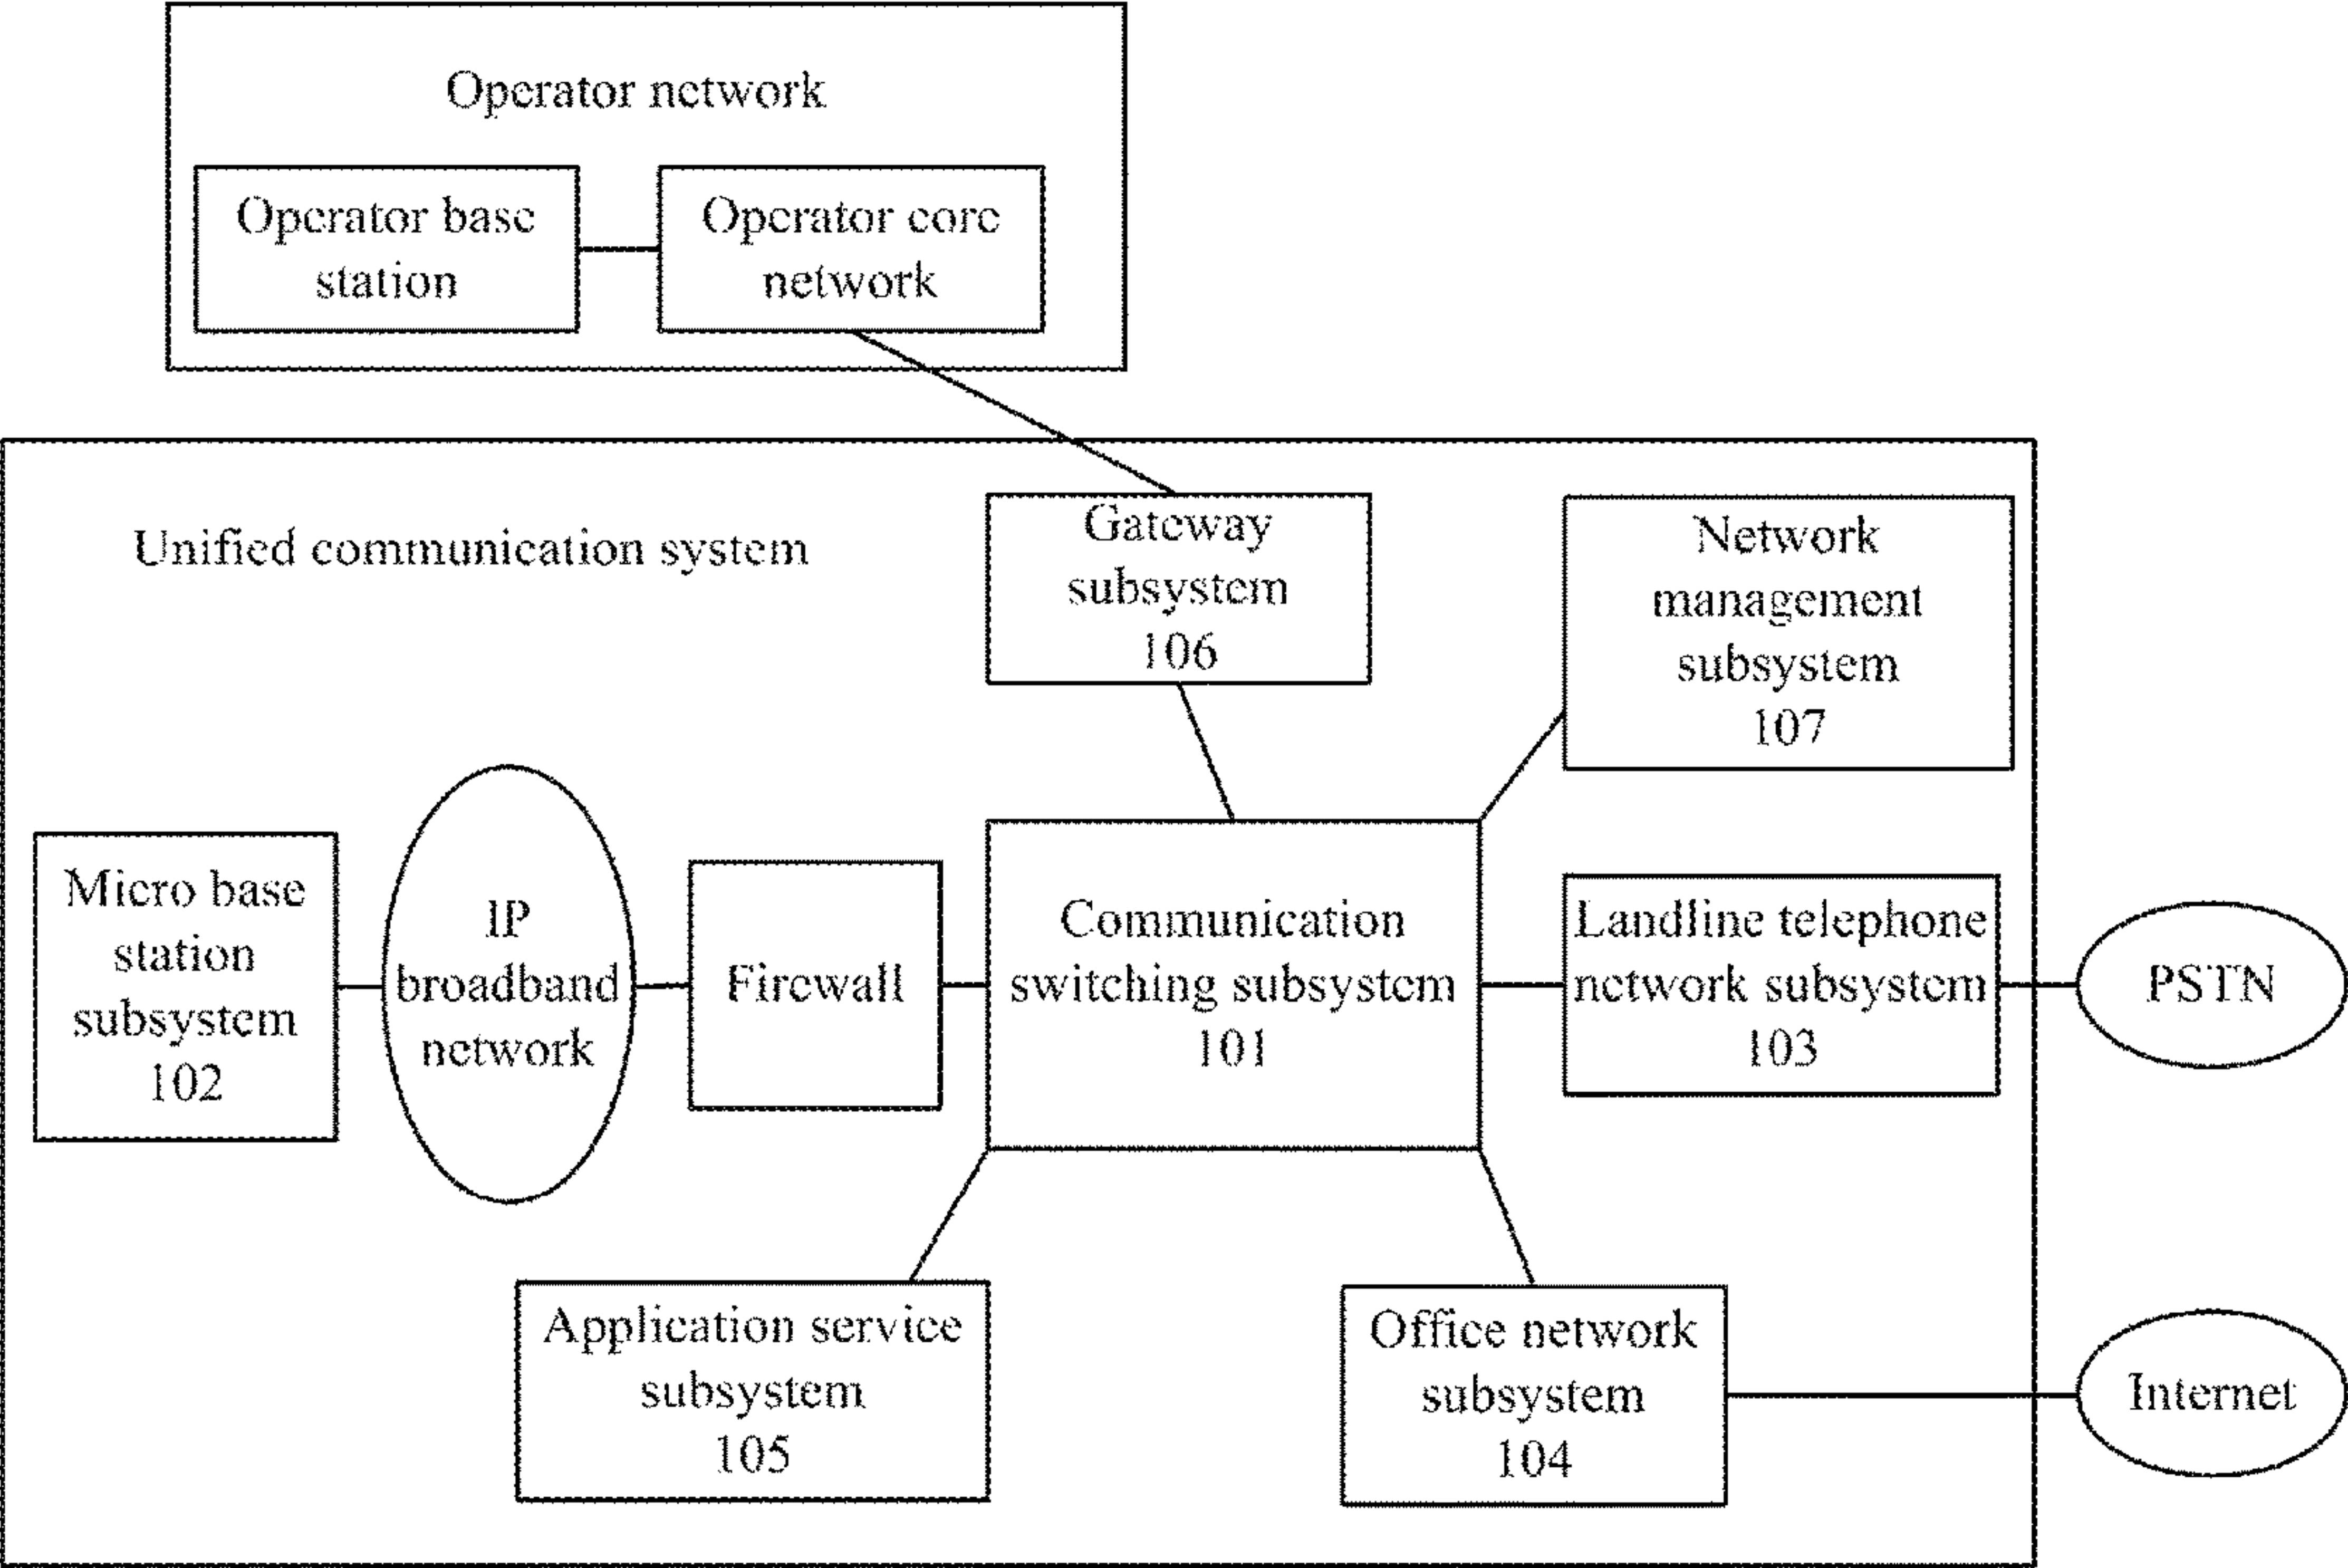 Operator network
Operator base
station
Operator core
network
Unified communication system
Gateway
subsystem
106
Network
management
subsystem
107
Micro base
station
subsystem
102
IP
broadband
network
Firewall
Communication
switching subsystem
101
Landline telephone
network subsystem
103
PSTN
Application service
subsystem
105
Office network
subsystem
104
Internet